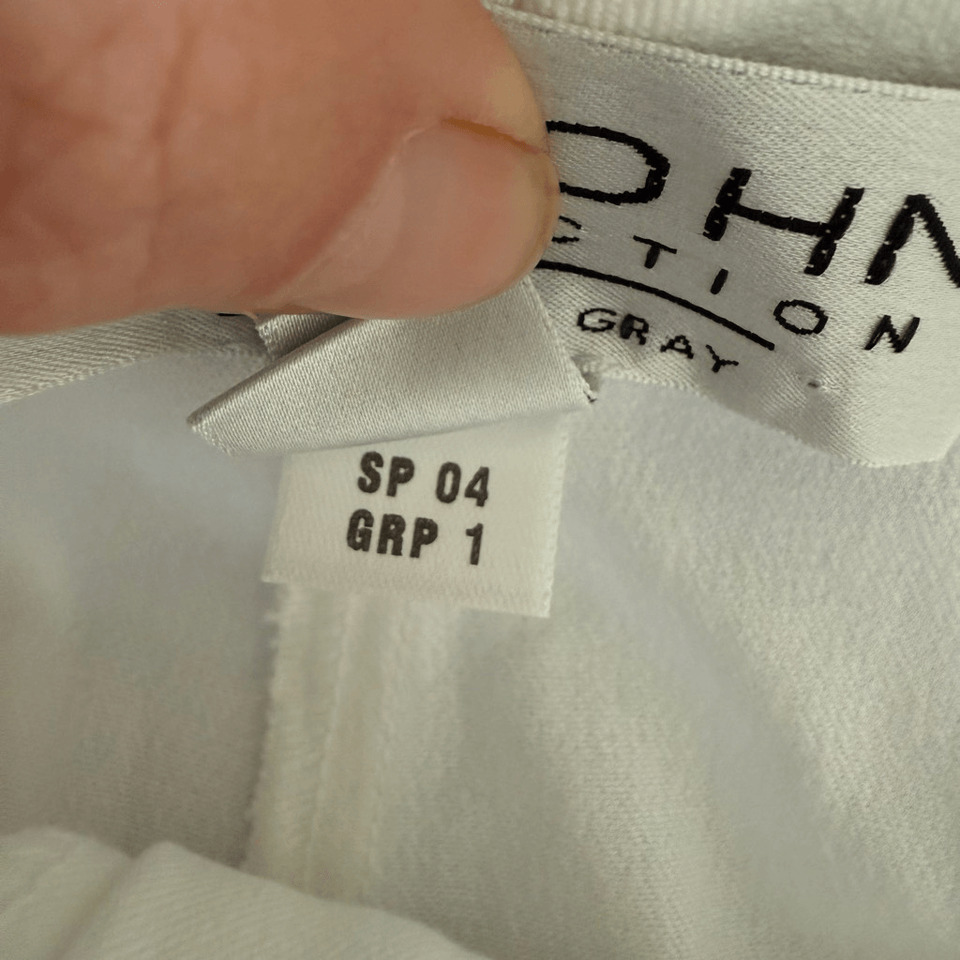 OHN
CTION
GRAY
SP 04
GRP 1